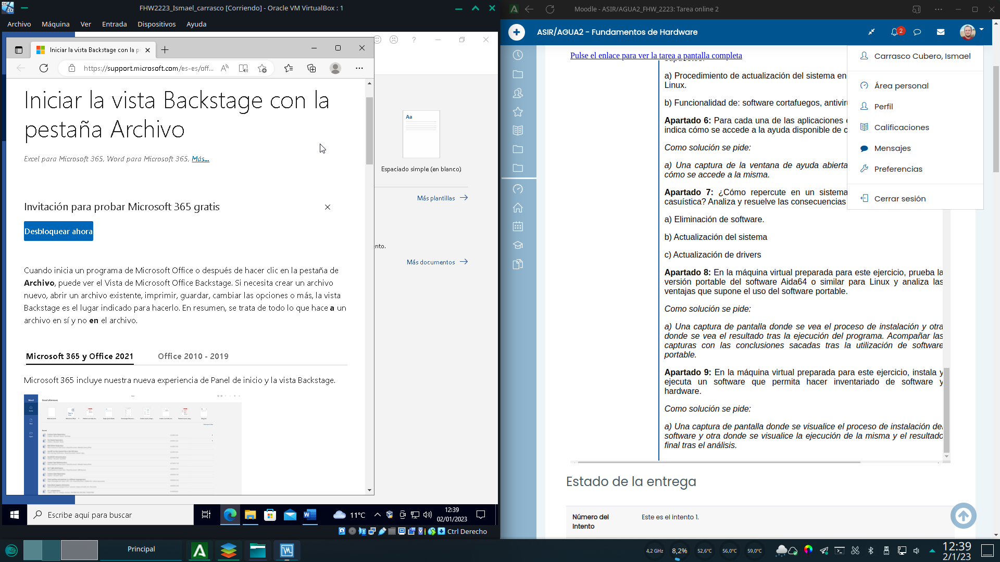 FHW2223_Ismael_carrasco [Corriendo] - Oracle VM VirtualBox : 1
Archivo Máquina Ver Entrada Dispositivos Ayuda
Iniciar la vista Backstage con la p
https://support.microsoft.com/es-es/off...
Iniciar la vista Backstage con la
pestaña Archivo
Excel para Microsoft 365, Word para Microsoft 365, Más...
Invitación para probar Microsoft 365 gratis
Desbloquear ahora
Cuando inicia un programa de Microsoft Office o después de hacer clic en la pestaña de
Archivo, puede ver el Vista de Microsoft Office Backstage. Si necesita crear un archivo
nuevo, abrir un archivo existente, imprimir, guardar, cambiar las opciones o más, la vista
Backstage es el lugar indicado para hacerlo. En resumen, se trata de todo lo que hace a un
archivo en sí y no en el archivo.
Microsoft 365 y Office 2021 Office 2010 - 2019
Microsoft 365 incluye nuestra nueva experiencia de Panel de inicio y la vista Backstage.
Word
Good afternoon
?
Aa
Espaciado simple (en blanco)
Más plantillas
nto.
Más documentos
Escribe aquí para buscar
11°C
12:39
02/01/2023
Ctrl Derecho
Moodle - ASIR/AGUA2_FHW_2223: Tarea online 2
ASIR/AGUA2 - Fundamentos de Hardware
2
Pulse el enlace para ver la tarea a pantalla completa
a) Procedimiento de actualización del sistema en
Linux.
b) Funcionalidad de: software cortafuegos, antivir
Apartado 6: Para cada una de las aplicaciones
indica cómo se accede a la ayuda disponible de c
Como solución se pide:
a) Una captura de la ventana de ayuda abierta
cómo se accede a la misma.
Apartado 7: ¿Cómo repercute en un sistema
casuística? Analiza y resuelve las consecuencias
a) Eliminación de software.
b) Actualización del sistema
c) Actualización de drivers
Apartado 8: En la máquina virtual preparada para este ejercicio, prueba la
versión portable del software Aida64 o similar para Linux y analiza las
ventajas que supone el uso del software portable.
Como solución se pide:
a) Una captura de pantalla donde se vea el proceso de instalación y otra
donde se vea el resultado tras la ejecución del programa. Acompañar las
capturas con las conclusiones sacadas tras la utilización de software
portable.
Apartado 9: En la máquina virtual preparada para este ejercicio, instala y
ejecuta un software que permita hacer inventariado de software y
hardware.
Como solución se pide:
a) Una captura de pantalla donde se visualice el proceso de instalación del
software y otra donde se visualice la ejecución de la misma y el resultado
final tras el análisis.
Carrasco Cubero, Ismael
Área personal
Perfil
Calificaciones
Mensajes
Preferencias
Cerrar sesión
Estado de la entrega
Número del
Intento
Este es el intento 1.
Principal
4,2 GHz 8,2% 52,6°C 56,0°C 59,0°C
12:39
2/1/23